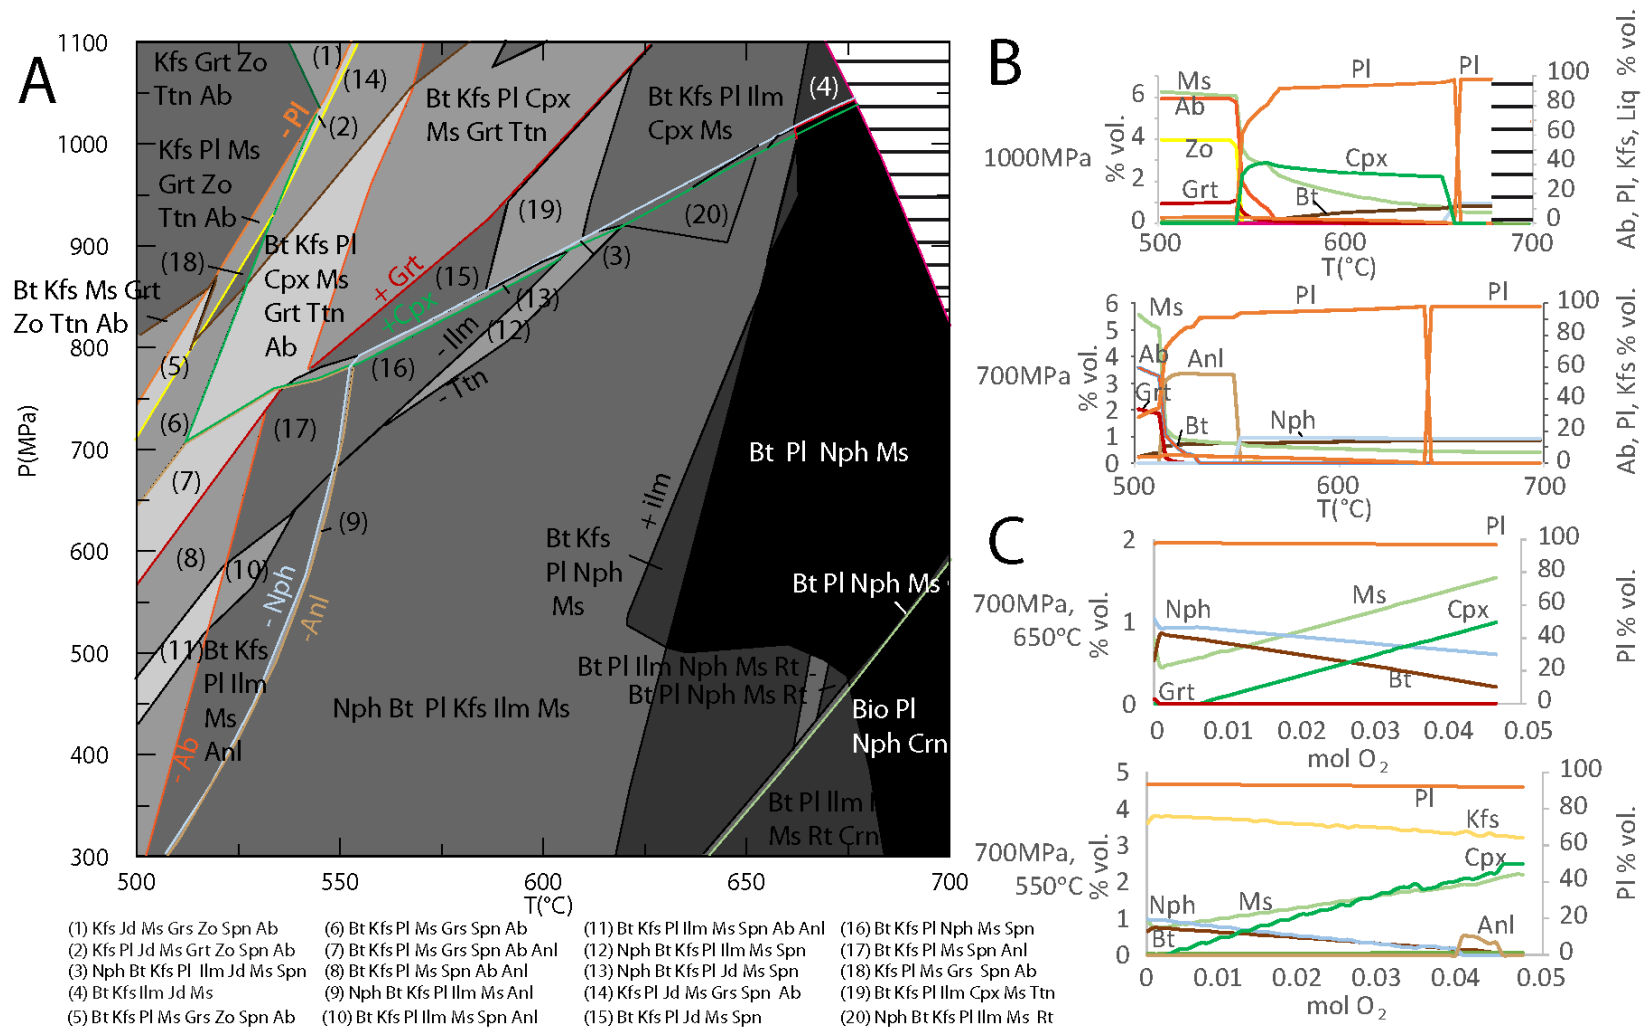 A
1100
1000
900
800
700
600
500
400
300
P(MPa)
500
550
600
650
700
T(°C)
Kfs Grt Zo
Ttn Ab
(1)
(14)
- Pl
(2)
Kfs Pl Ms
Grt Zo
Ttn Ab
Bt Kfs Pl Cpx
Ms Grt Ttn
Bt Kfs Pl Ilm
Cpx Ms
(4)
(18)
Bt Kfs Ms Grt
Zo Ttn Ab
Bt Kfs Pl
Cpx Ms
Grt Ttn
Ab
(19)
(20)
(3)
(15)
+ Grt
+Cpx
(13)
- Ilm
(12)
- Ttn
(16)
(5)
(6)
(17)
(7)
(8)
(9)
(10)
- Nph
-Anl
(11)
Bt Kfs
Pl Ilm
Ms
Anl
- Ab
Bt Pl Nph Ms
+ ilm
Bt Kfs
Pl Nph
Ms
Bt Pl Nph Ms
Bt Pl Ilm Nph Ms Rt
Bt Pl Nph Ms Rt
Nph Bt Pl Kfs Ilm Ms
Bio Pl
Nph Crn
Bt Pl Ilm
Ms Rt Crn
(1) Kfs Jd Ms Grs Zo Spn Ab
(2) Kfs Pl Jd Ms Grt Zo Spn Ab
(3) Nph Bt Kfs Pl Ilm Jd Ms Spn
(4) Bt Kfs Ilm Jd Ms
(5) Bt Kfs Pl Ms Grs Zo Spn Ab
(6) Bt Kfs Pl Ms Grs Spn Ab
(7) Bt Kfs Pl Ms Grs Spn Ab Anl
(8) Bt Kfs Pl Ms Spn Ab Anl
(9) Nph Bt Kfs Pl Ilm Ms Anl
(10) Bt Kfs Pl Ilm Ms Spn Anl
(11) Bt Kfs Pl Ilm Ms Spn Ab Anl
(12) Nph Bt Kfs Pl Ilm Ms Spn
(13) Nph Bt Kfs Pl Jd Ms Spn
(14) Kfs Pl Jd Ms Grs Spn Ab
(15) Bt Kfs Pl Jd Ms Spn
(16) Bt Kfs Pl Nph Ms Spn
(17) Bt Kfs Pl Ms Spn Anl
(18) Kfs Pl Ms Grs Spn Ab
(19) Bt Kfs Pl Ilm Cpx Ms Ttn
(20) Nph Bt Kfs Pl Ilm Ms Rt
B
1000MPa
% vol.
6
4
2
0
Ms
Ab
Zo
Grt
Pl
Pl
Cpx
Bt
100
80
60
40
20
0
Ab, Pl, Kfs, Liq % vol.
500
600
700
T(°C)
700MPa
% vol.
6
5
4
3
2
1
0
Ms
Ab
Grt
Anl
Bt
Nph
Pl
Pl
100
80
60
40
20
0
Ab, Pl, Kfs % vol.
500
600
700
T(°C)
C
700MPa,
650°C
% vol.
2
1
0
Pl
Nph
Ms
Cpx
Bt
Grt
100
80
60
40
20
0
Pl % vol.
0
0.01
0.02
0.03
0.04
0.05
mol O2
700MPa,
550°C
% vol.
5
4
3
2
1
0
Pl
Kfs
Cpx
Nph
Ms
Bt
Anl
100
80
60
40
20
0
Pl % vol.
0
0.01
0.02
0.03
0.04
0.05
mol O2